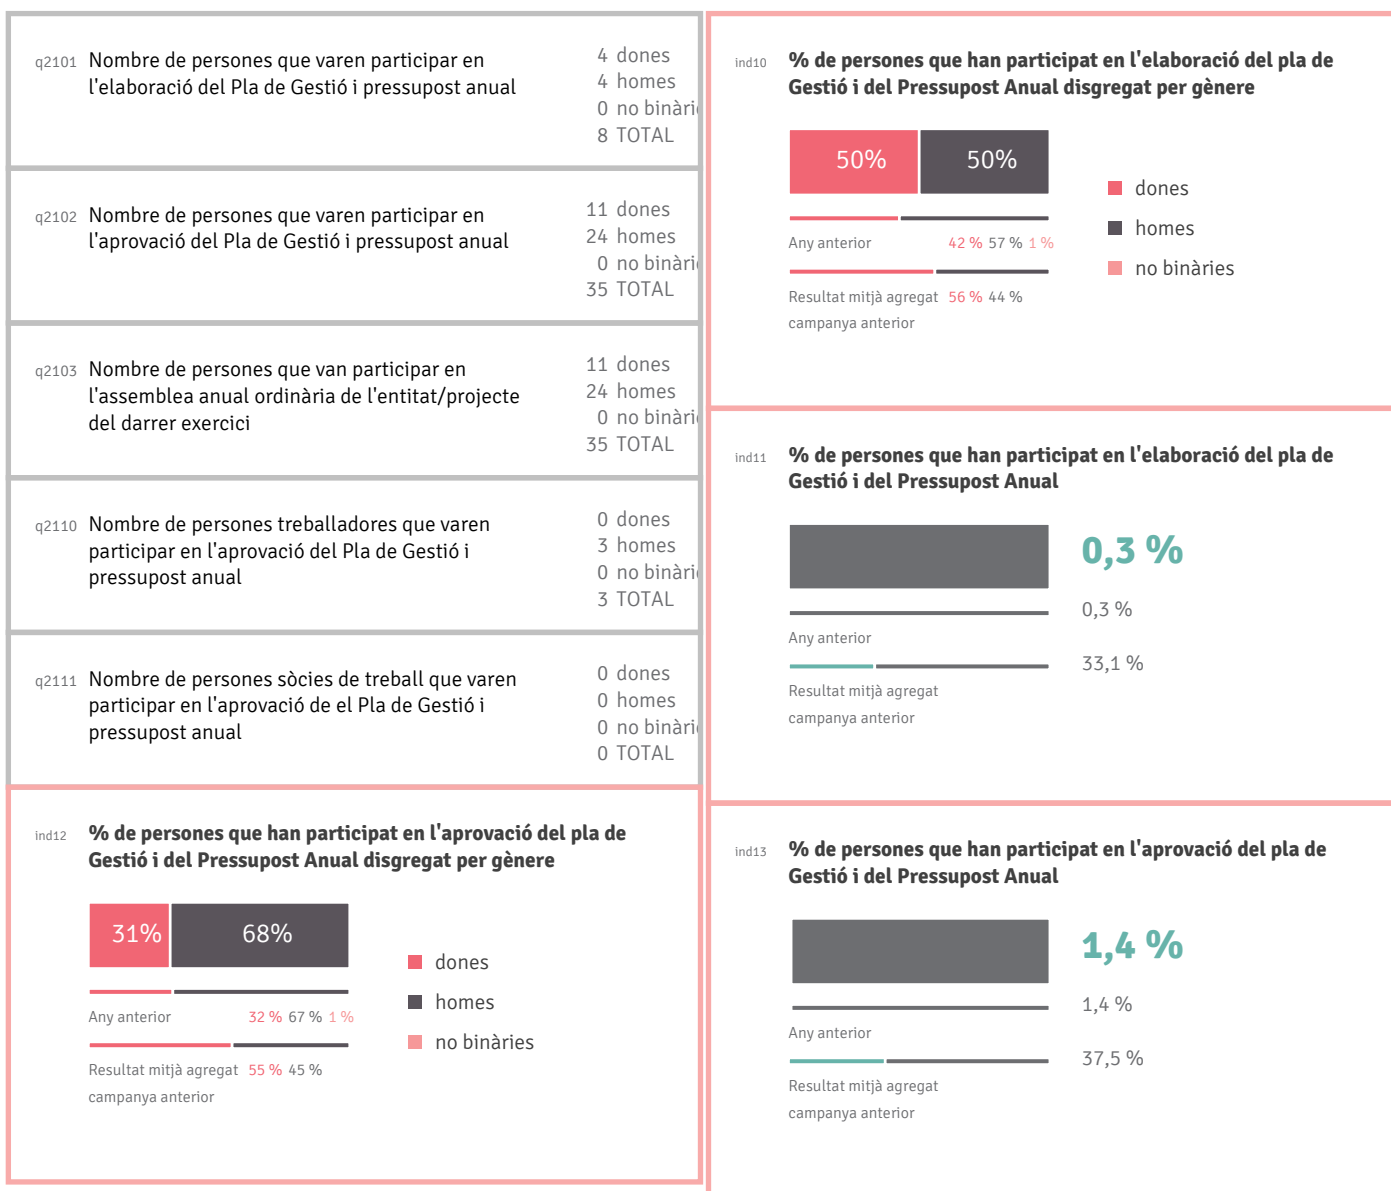 q2101 Nombre de persones que varen participar en
l'elaboració del Pla de Gestió i pressupost anual
4 dones
4 homes
0 no binàri
8 TOTAL
q2102 Nombre de persones que varen participar en
l'aprovació del Pla de Gestió i pressupost anual
11 dones
24 homes
0 no binàri
35 TOTAL
q2103 Nombre de persones que van participar en
l'assemblea anual ordinària de l'entitat/projecte
del darrer exercici
11 dones
24 homes
0 no binàri
35 TOTAL
q2110 Nombre de persones treballadores que varen
participar en l'aprovació del Pla de Gestió i
pressupost anual
0 dones
3 homes
0 no binàri
3 TOTAL
q2111 Nombre de persones sòcies de treball que varen
participar en l'aprovació de el Pla de Gestió i
pressupost anual
0 dones
0 homes
0 no binàri
0 TOTAL
ind12 % de persones que han participat en l'aprovació del pla de
Gestió i del Pressupost Anual disgregat per gènere
31% 68%
dones
homes
no binàries
Any anterior 32 % 67 % 1 %
Resultat mitjà agregat 55 % 45 %
campanya anterior
ind10 % de persones que han participat en l'elaboració del pla de
Gestió i del Pressupost Anual disgregat per gènere
50% 50%
dones
homes
no binàries
Any anterior 42 % 57 % 1 %
Resultat mitjà agregat 56 % 44 %
campanya anterior
ind11 % de persones que han participat en l'elaboració del pla de
Gestió i del Pressupost Anual
0,3 %
0,3 %
Any anterior
33,1 %
Resultat mitjà agregat
campanya anterior
ind13 % de persones que han participat en l'aprovació del pla de
Gestió i del Pressupost Anual
1,4 %
1,4 %
Any anterior
37,5 %
Resultat mitjà agregat
campanya anterior